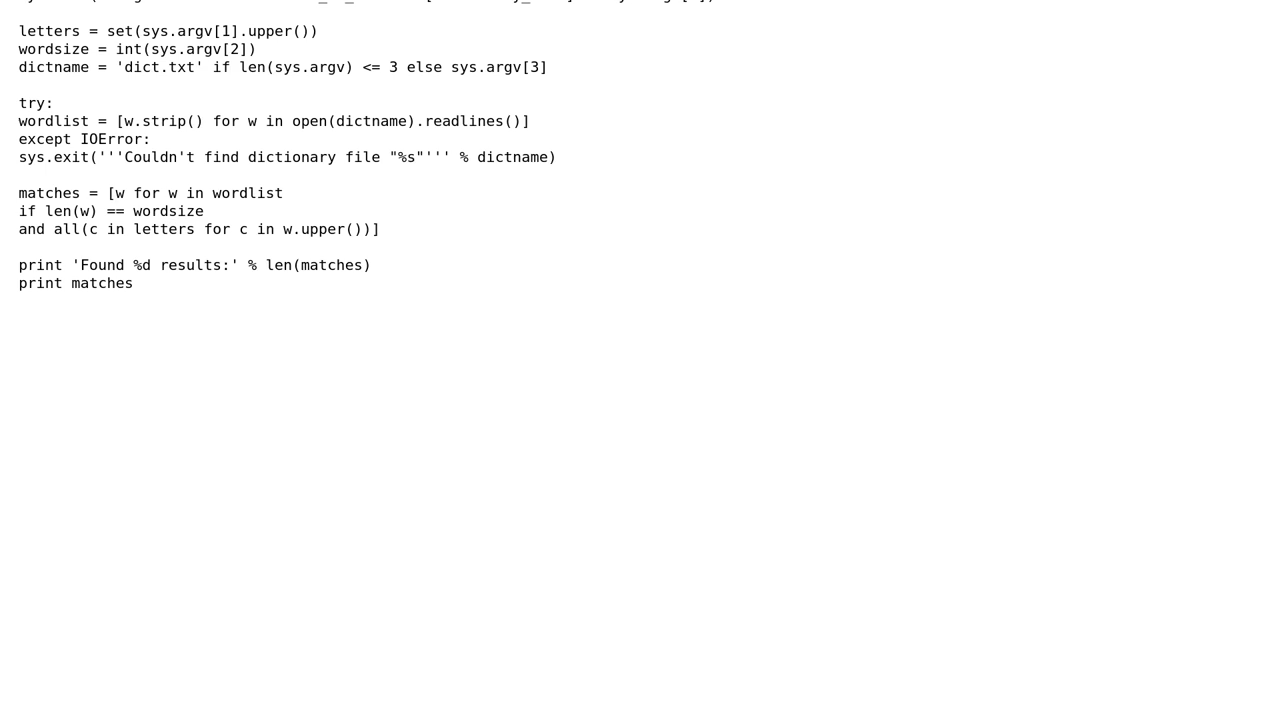 letters = set(sys.argv[1].upper())
wordsize = int(sys.argv[2])
dictname = 'dict.txt' if len(sys.argv) <= 3 else sys.argv[3]

try:
wordlist = [w.strip() for w in open(dictname).readlines()]
except IOError:
sys.exit('''Couldn't find dictionary file "%s"''' % dictname)

matches = [w for w in wordlist
if len(w) == wordsize
and all(c in letters for c in w.upper())]

print 'Found %d results:' % len(matches)
print matches